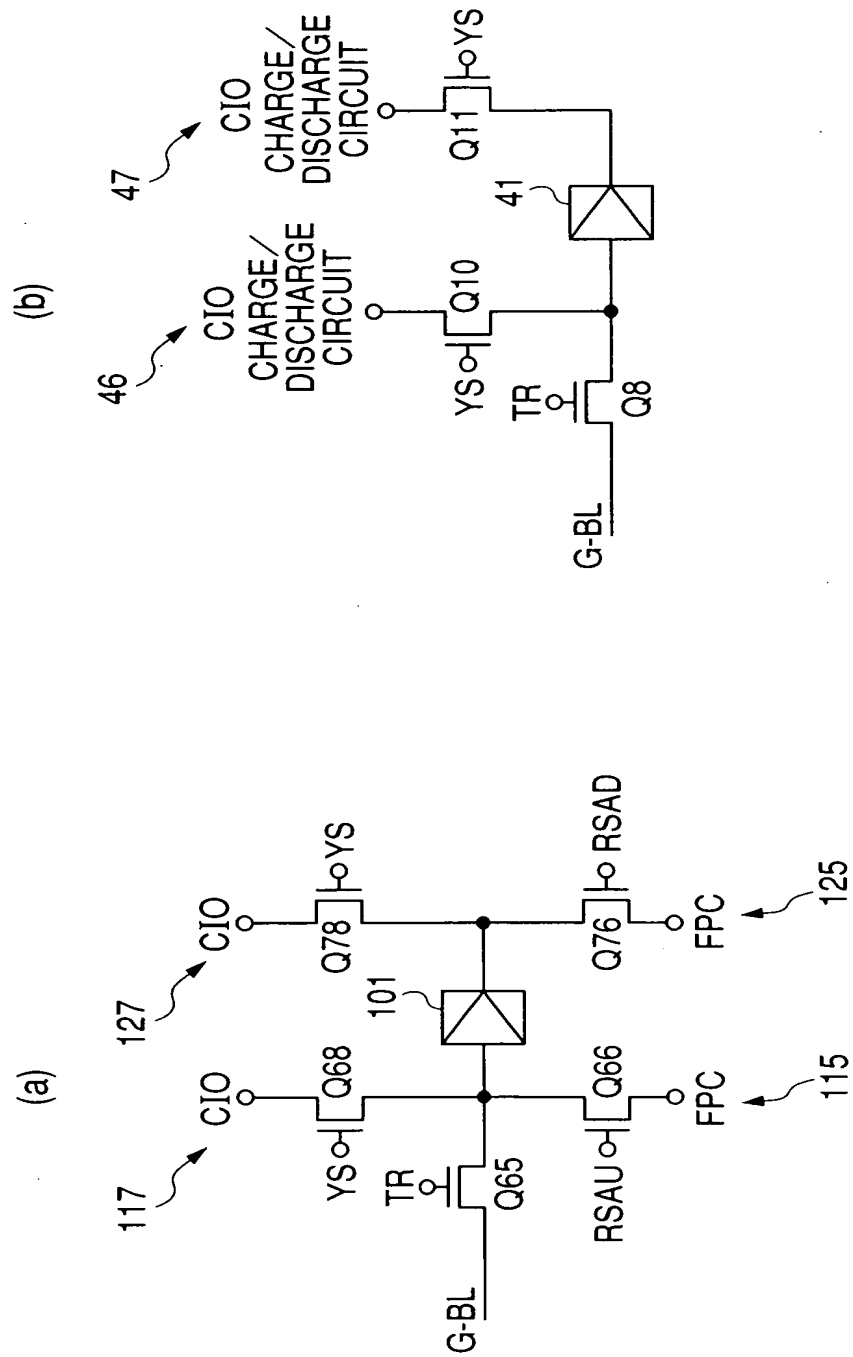 (a)
117
CIO
127
CIO
YS
Q68
Q78
YS
101
TR
G-BL
Q65
RSAU
Q66
Q76
RSAD
FPC
FPC
115
125
(b)
46
CIO
CHARGE/
DISCHARGE
CIRCUIT
47
CIO
CHARGE/
DISCHARGE
CIRCUIT
YS
Q10
Q11
YS
41
TR
G-BL
Q8